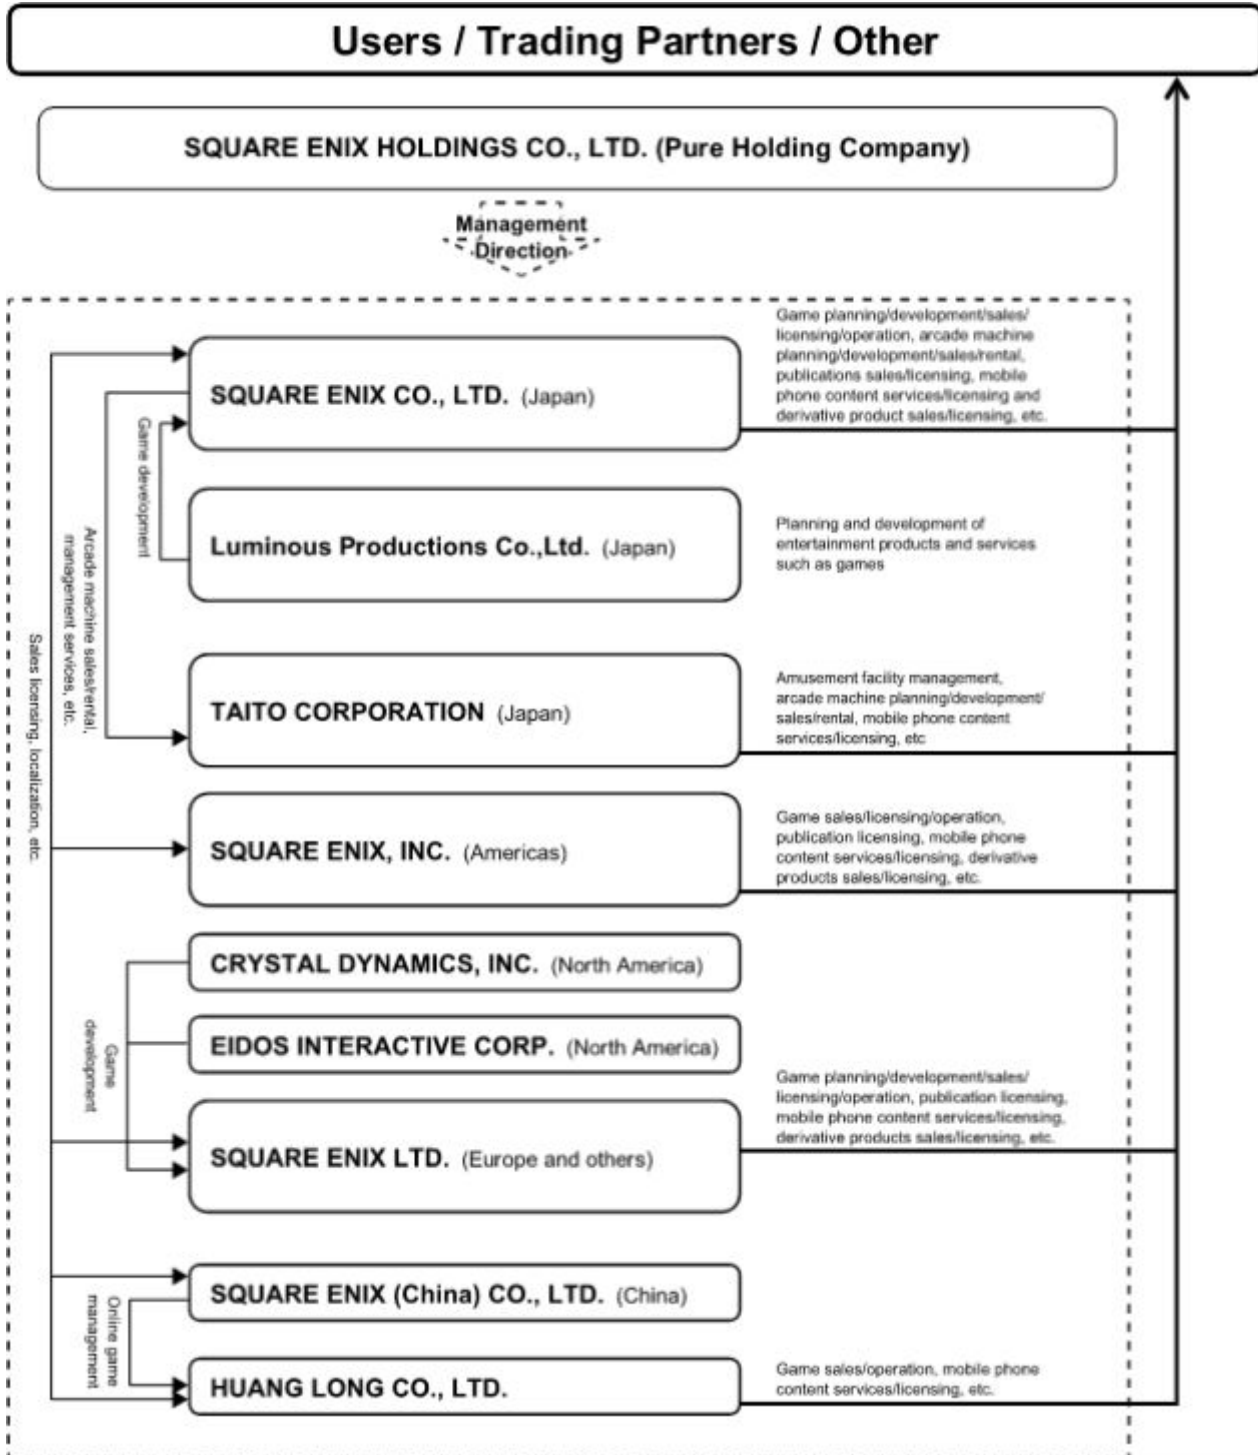 Users / Trading Partners / Other
SQUARE ENIX HOLDINGS CO., LTD. (Pure Holding Company)
Management
Direction
Game planning/development/sales/
licensing/operation, arcade machine
planning/development/sales/rental,
publications sales/licensing, mobile
phone content services/licensing and
derivative product sales/licensing, etc.
SQUARE ENIX CO., LTD. (Japan)
Game development
Luminous Productions Co.,Ltd. (Japan)
Planning and development of
entertainment products and services
such as games
Arcade machine sales/rental,
management services, etc.
Sales licensing, localization, etc.
TAITO CORPORATION (Japan)
Amusement facility management,
arcade machine planning/development/
sales/rental, mobile phone content
services/licensing, etc
SQUARE ENIX, INC. (Americas)
Game sales/licensing/operation,
publication licensing, mobile phone
content services/licensing, derivative
products sales/licensing, etc.
CRYSTAL DYNAMICS, INC. (North America)
EIDOS INTERACTIVE CORP. (North America)
Game
development
SQUARE ENIX LTD. (Europe and others)
Game planning/development/sales/
licensing/operation, publication licensing,
mobile phone content services/licensing,
derivative products sales/licensing, etc.
SQUARE ENIX (China) CO., LTD. (China)
Online game
management
HUANG LONG CO., LTD.
Game sales/operation, mobile phone
content services/licensing, etc.